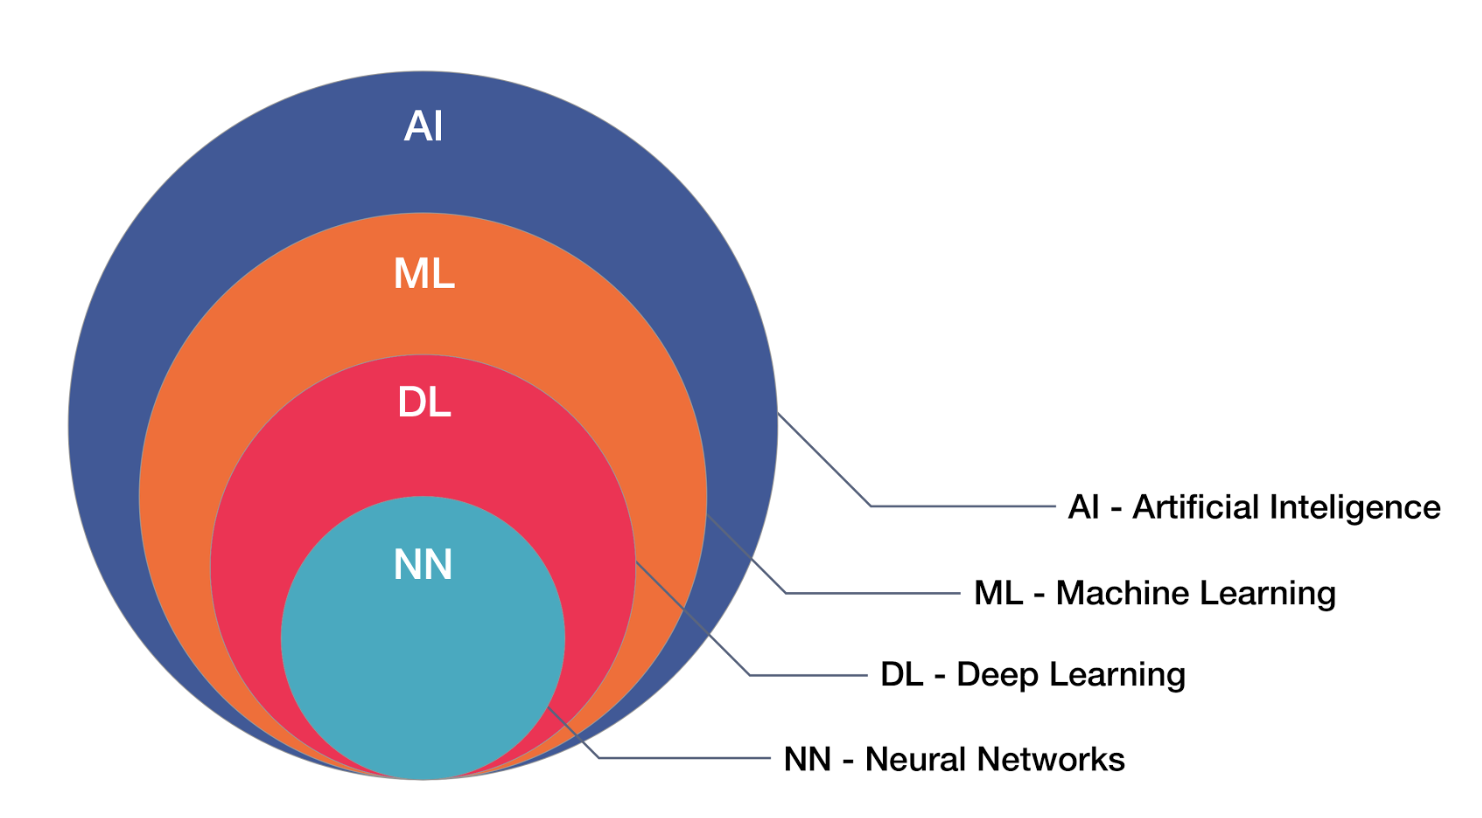 AI
ML
DL
NN
AI - Artificial Inteligence
ML - Machine Learning
DL - Deep Learning
NN - Neural Networks